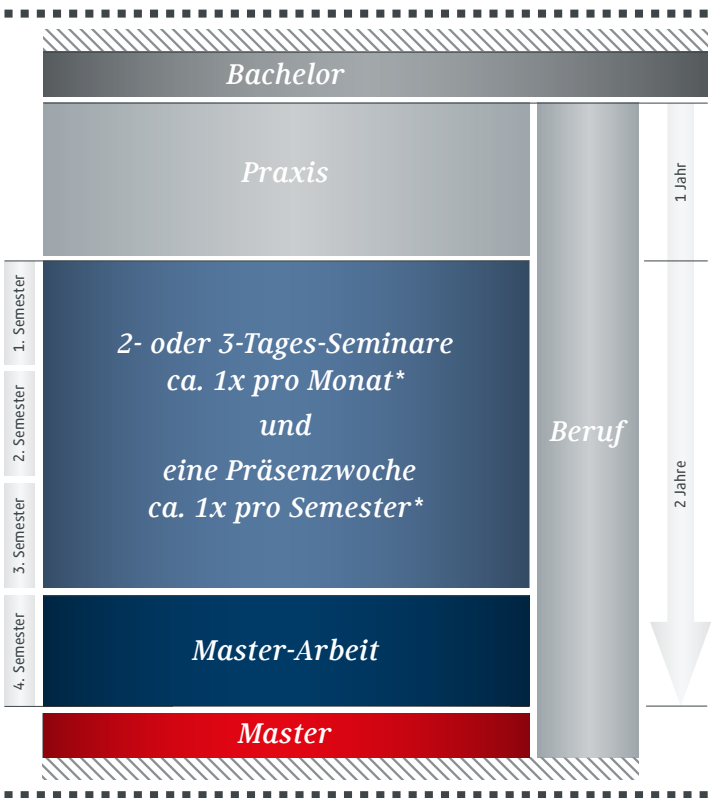 Bachelor
Praxis
1 Jahr
1. Semester
2- oder 3-Tages-Seminare
ca. 1x pro Monat*
und
eine Präsenzwoche
ca. 1x pro Semester*
2. Semester
3. Semester
Beruf
2 Jahre
4. Semester
Master-Arbeit
Master